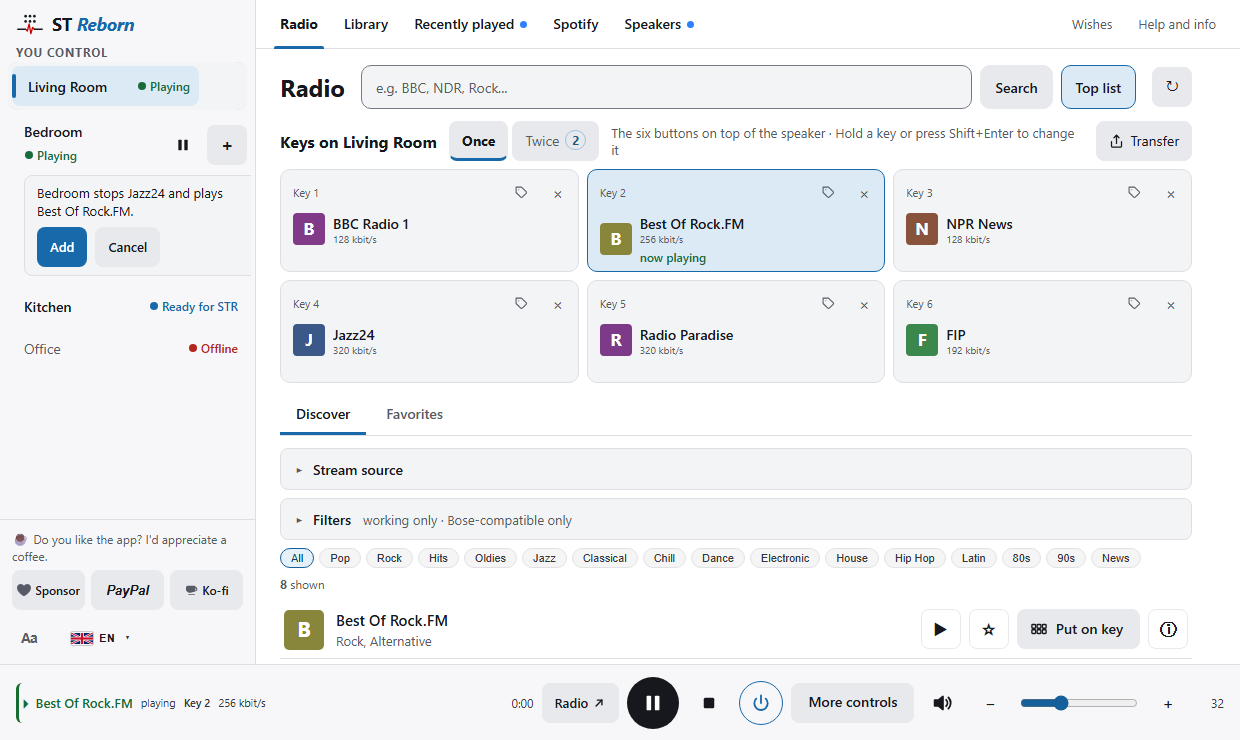 ST Reborn
YOU CONTROL
Living Room
Playing
Bedroom
Playing
+
Bedroom stops Jazz24 and plays
Best Of Rock.FM.
Add
Cancel
Kitchen
Ready for STR
Office
Offline
Do you like the app? I'd appreciate a
coffee.
Sponsor
PayPal
Ko-fi
Aa
EN
Radio
Library
Recently played
Spotify
Speakers
Wishes
Help and info
Radio
e.g. BBC, NDR, Rock...
Search
Top list
↻
Keys on Living Room
Once
Twice 2
The six buttons on top of the speaker · Hold a key or press Shift+Enter to change
it
Transfer
Key 1
×
B
BBC Radio 1
128 kbit/s
Key 2
×
B
Best Of Rock.FM
256 kbit/s
now playing
Key 3
×
N
NPR News
128 kbit/s
Key 4
×
J
Jazz24
320 kbit/s
Key 5
×
R
Radio Paradise
320 kbit/s
Key 6
×
F
FIP
192 kbit/s
Discover
Favorites
▸ Stream source
▸ Filters working only · Bose-compatible only
All
Pop
Rock
Hits
Oldies
Jazz
Classical
Chill
Dance
Electronic
House
Hip Hop
Latin
80s
90s
News
8 shown
B
Best Of Rock.FM
Rock, Alternative
Put on key
Best Of Rock.FM playing Key 2 256 kbit/s
0:00
Radio ↗
More controls
−
+
32